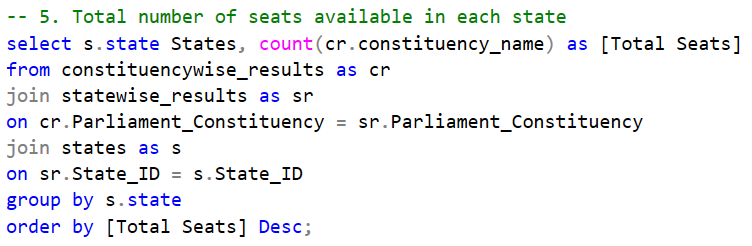 -- 5. Total number of seats available in each state
select s.state States, count(cr.constituency_name) as [Total Seats]
from constituencywise_results as cr
join statewise_results as sr
on cr.Parliament_Constituency = sr.Parliament_Constituency
join states as s
on sr.State_ID = s.State_ID
group by s.state
order by [Total Seats] Desc;